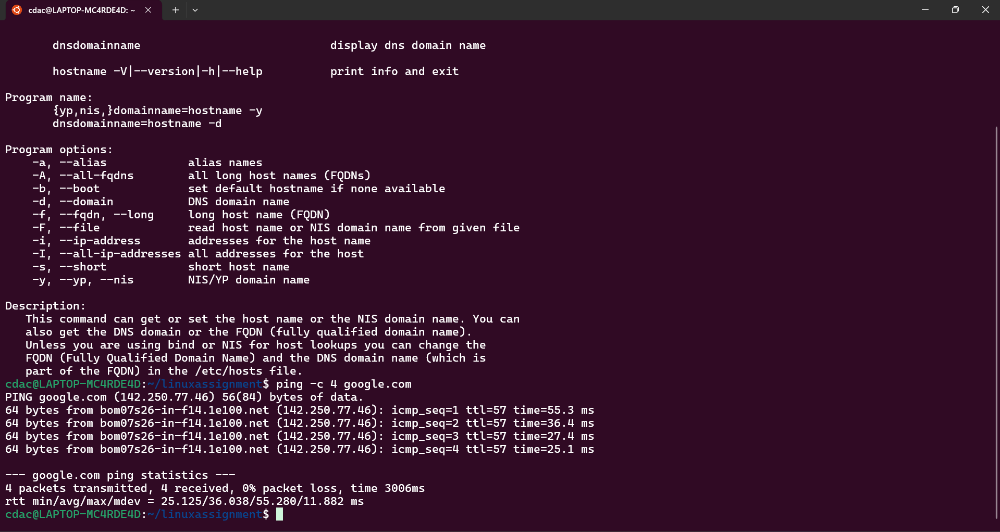 cdac@LAPTOP-MC4RDE4D: ~
dnsdomainname                            display dns domain name
hostname -V|--version|-h|--help          print info and exit
Program name:
       {yp,nis,}domainname=hostname -y
       dnsdomainname=hostname -d
Program options:
    -a, --alias            alias names
    -A, --all-fqdns        all long host names (FQDNs)
    -b, --boot             set default hostname if none available
    -d, --domain           DNS domain name
    -f, --fqdn, --long     long host name (FQDN)
    -F, --file             read host name or NIS domain name from given file
    -i, --ip-address       addresses for the host name
    -I, --all-ip-addresses all addresses for the host
    -s, --short            short host name
    -y, --yp, --nis        NIS/YP domain name
Description:
   This command can get or set the host name or the NIS domain name. You can
   also get the DNS domain or the FQDN (fully qualified domain name).
   Unless you are using bind or NIS for host lookups you can change the
   FQDN (Fully Qualified Domain Name) and the DNS domain name (which is
   part of the FQDN) in the /etc/hosts file.
cdac@LAPTOP-MC4RDE4D:~/linuxassignment$ ping -c 4 google.com
PING google.com (142.250.77.46) 56(84) bytes of data.
64 bytes from bom07s26-in-f14.1e100.net (142.250.77.46): icmp_seq=1 ttl=57 time=55.3 ms
64 bytes from bom07s26-in-f14.1e100.net (142.250.77.46): icmp_seq=2 ttl=57 time=36.4 ms
64 bytes from bom07s26-in-f14.1e100.net (142.250.77.46): icmp_seq=3 ttl=57 time=27.4 ms
64 bytes from bom07s26-in-f14.1e100.net (142.250.77.46): icmp_seq=4 ttl=57 time=25.1 ms
--- google.com ping statistics ---
4 packets transmitted, 4 received, 0% packet loss, time 3006ms
rtt min/avg/max/mdev = 25.125/36.038/55.280/11.882 ms
cdac@LAPTOP-MC4RDE4D:~/linuxassignment$